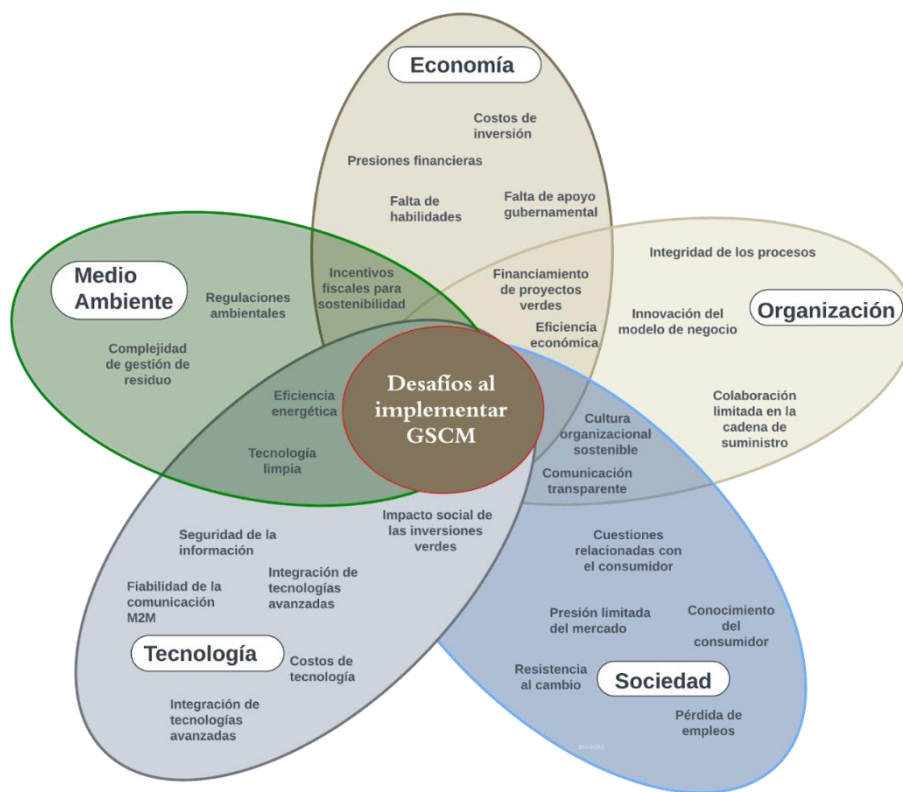 Economía
Costos de
inversión
Presiones financieras
Falta de
habilidades
Falta de apoyo
gubernamental
Medio
Ambiente
Regulaciones
ambientales
Complejidad
de gestión de
residuo
Incentivos
fiscales para
sostenibilidad
Financiamiento
de proyectos
verdes
Eficiencia
económica
Integridad de los procesos
Organización
Innovación del
modelo de negocio
Colaboración
limitada en la
cadena de
suministro
Desafíos al
implementar
GSCM
Eficiencia
energética
Tecnología
limpia
Cultura
organizacional
sostenible
Comunicación
transparente
Impacto social de
las inversiones
verdes
Seguridad de la
información
Fiabilidad de la
comunicación
M2M
Integración de
tecnologías
avanzadas
Tecnología
Costos de
tecnología
Integración de
tecnologías
avanzadas
Cuestiones
relacionadas con
el consumidor
Presión limitada
del mercado
Conocimiento
del
consumidor
Resistencia
al cambio
Sociedad
Pérdida de
empleos